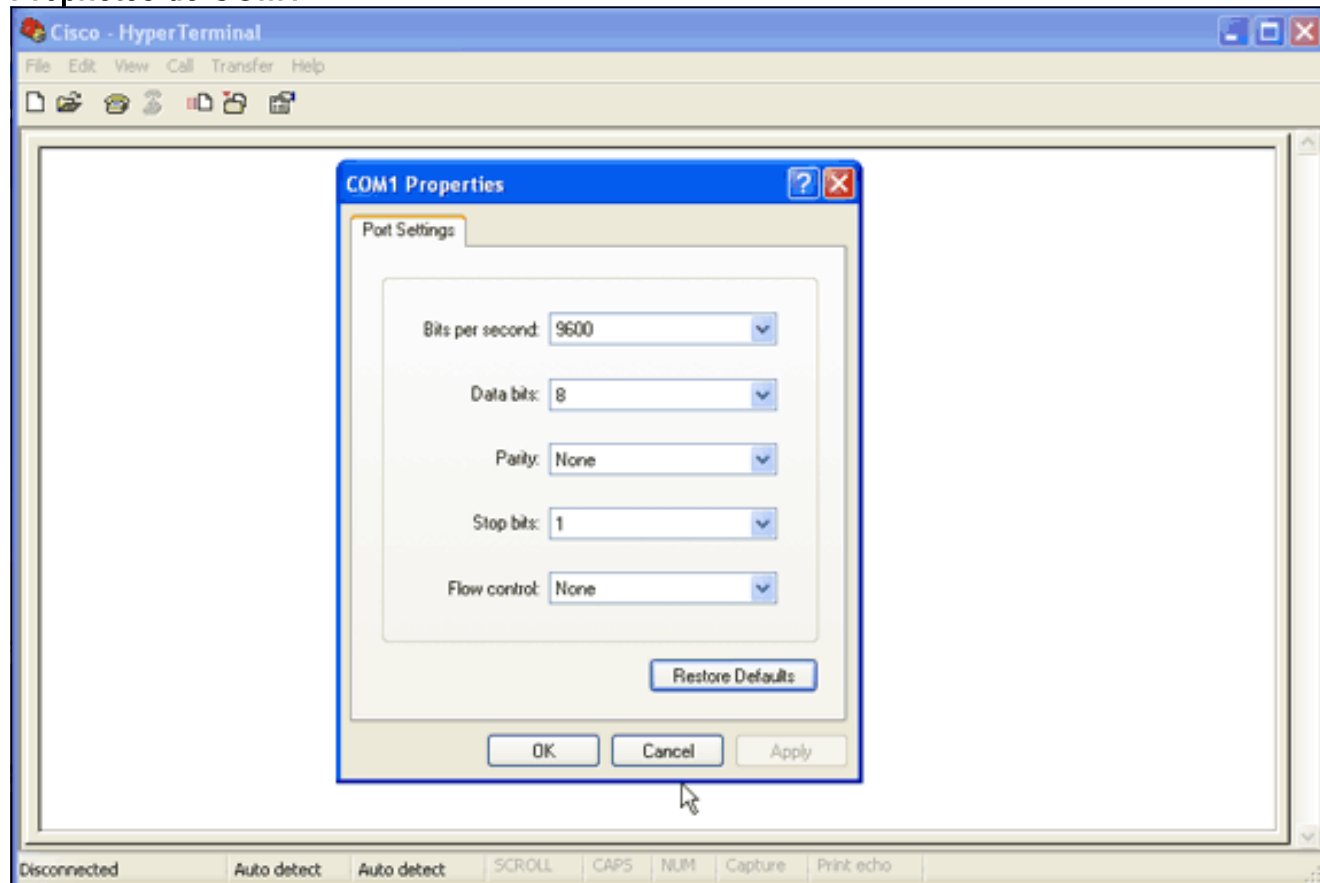 Cisco - HyperTerminal
File Edit View Call Transfer Help
COM1 Properties
Port Settings
Bits per second: 9600
Data bits: 8
Parity: None
Stop bits: 1
Flow control: None
Restore Defaults
OK Cancel Apply
Disconnected Auto detect Auto detect SCROLL CAPS NUM Capture Print echo